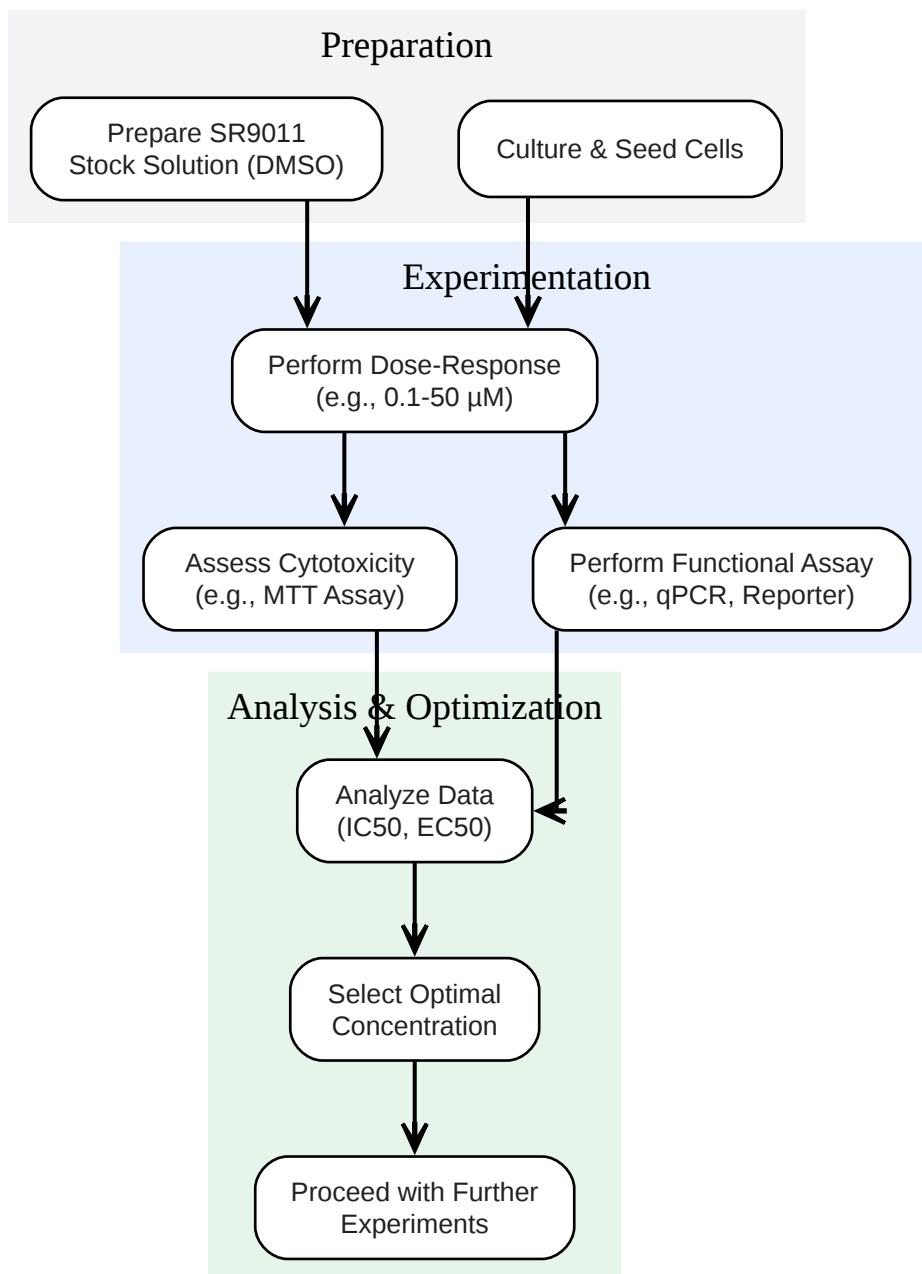 Preparation
Prepare SR9011
Stock Solution (DMSO)
Culture & Seed Cells
Experimentation
Perform Dose-Response
(e.g., 0.1-50 µM)
Assess Cytotoxicity
(e.g., MTT Assay)
Perform Functional Assay
(e.g., qPCR, Reporter)
Analysis & Optimization
Analyze Data
(IC50, EC50)
Select Optimal
Concentration
Proceed with Further
Experiments